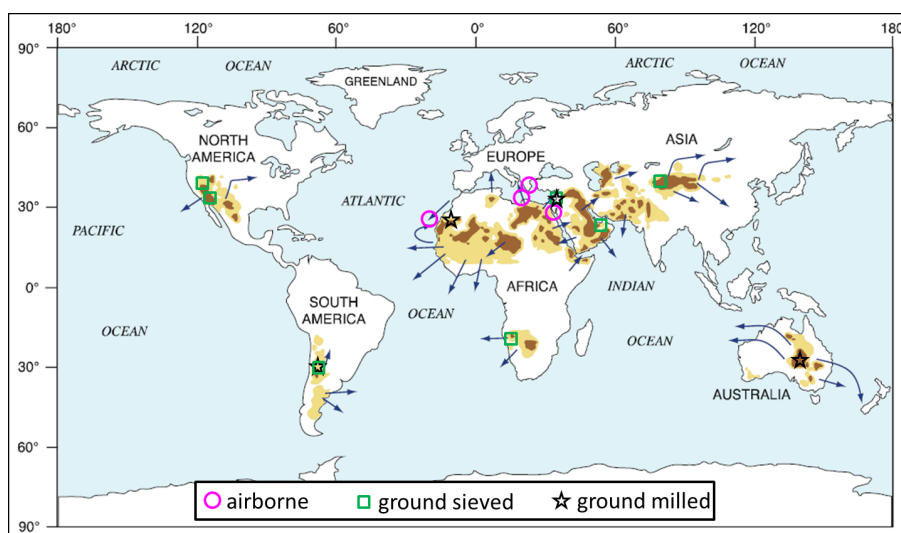 180 120 60 0 60 120 180
90°
ARCTIC OCEAN ARCTIC OCEAN
GREENLAND
60°
NORTH AMERICA
EUROPE
ASIA
30°
ATLANTIC
PACIFIC
0°
AFRICA
INDIAN
SOUTH AMERICA
OCEAN
OCEAN
OCEAN
30°
AUSTRALIA
60°
airborne ground sieved ground milled
90°